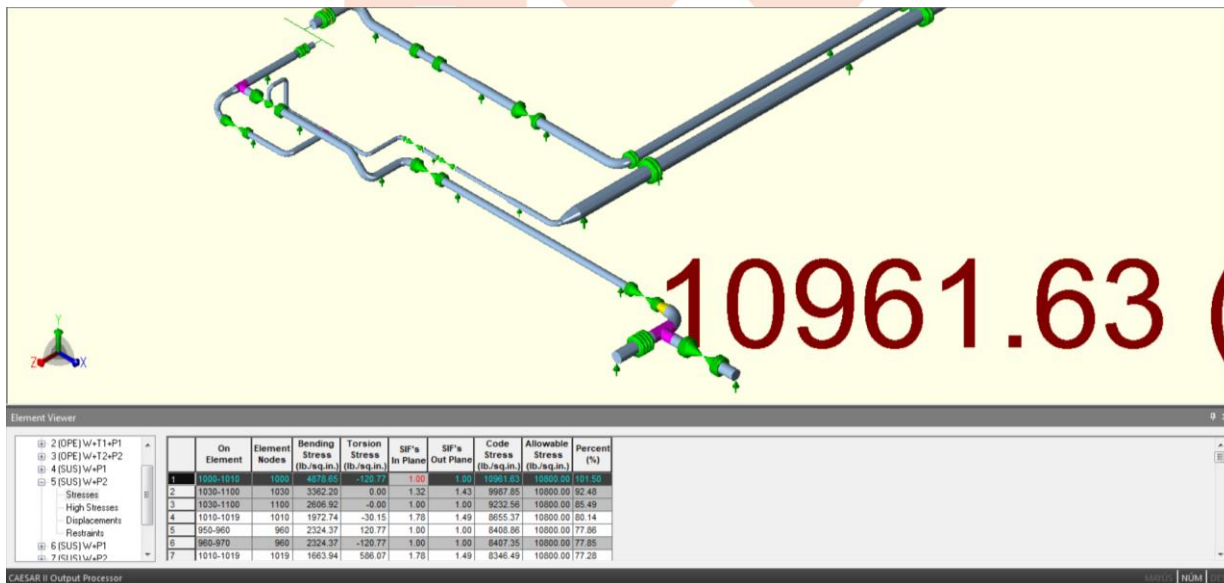 10961.63 (
Y
Z
X
Element Viewer
2 (OPE) W+T1+P1
3 (OPE) W+T2+P2
4 (SUS) W+P1
5 (SUS) W+P2
Stresses
High Stresses
Displacements
Restraints
6 (SUS) W+P1
7 (SUS) W+P2
On Element Element Nodes Bending Stress (lb./sq.in.) Torsion Stress (lb./sq.in.) SIF's In Plane SIF's Out Plane Code Stress (lb./sq.in.) Allowable Stress (lb./sq.in.) Percent (%)
1 1000-1010 1000 4878.65 -120.77 1.00 1.00 10961.63 10800.00 101.50
2 1030-1100 1030 3362.20 0.00 1.32 1.43 9987.85 10800.00 92.48
3 1030-1100 1100 2606.92 -0.00 1.00 1.00 9232.56 10800.00 85.49
4 1010-1019 1010 1972.74 -30.15 1.78 1.49 8655.37 10800.00 80.14
5 950-960 960 2324.37 120.77 1.00 1.00 8408.86 10800.00 77.86
6 960-970 960 2324.37 -120.77 1.00 1.00 8407.35 10800.00 77.85
7 1010-1019 1019 1663.94 586.07 1.78 1.49 8346.49 10800.00 77.28
CAESAR II Output Processor
MAYÚS NÚM